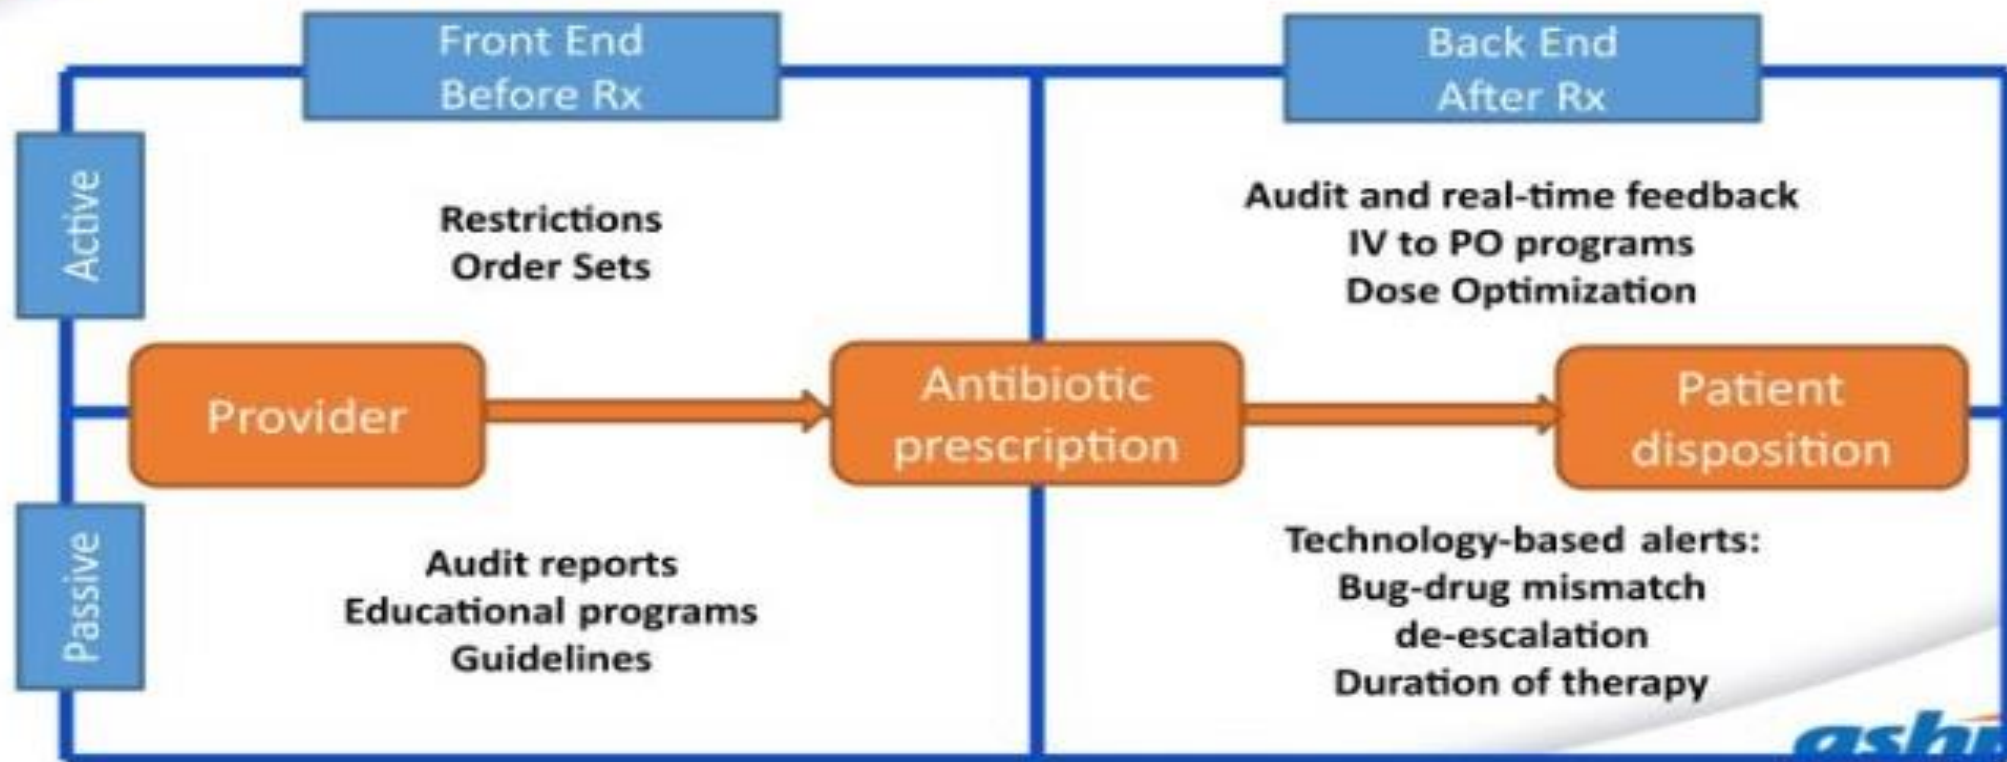 Front End
Before Rx
Back End
After Rx
Active
Restrictions
Order Sets
Audit and real-time feedback
IV to PO programs
Dose Optimization
Provider
Antibiotic
prescription
Patient
disposition
Passive
Audit reports
Educational programs
Guidelines
Technology-based alerts:
Bug-drug mismatch
de-escalation
Duration of therapy